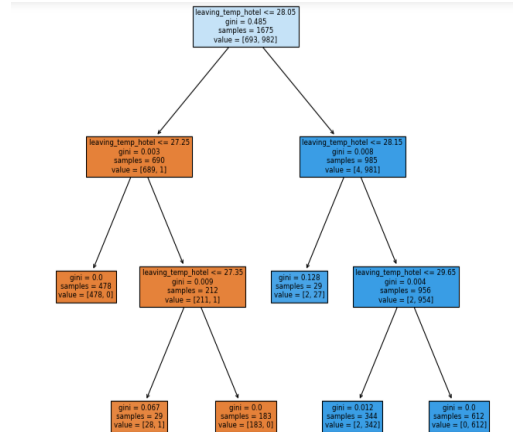 leaving_temp_hotel <= 28.05
gini = 0.485
samples = 1675
value = [693, 982]
leaving_temp_hotel <= 27.25
gini = 0.003
samples = 690
value = [689, 1]
leaving_temp_hotel <= 28.15
gini = 0.008
samples = 985
value = [4, 981]
gini = 0.0
samples = 478
value = [478, 0]
leaving_temp_hotel <= 27.35
gini = 0.009
samples = 212
value = [211, 1]
gini = 0.128
samples = 29
value = [2, 27]
leaving_temp_hotel <= 29.65
gini = 0.004
samples = 956
value = [2, 954]
gini = 0.067
samples = 29
value = [28, 1]
gini = 0.0
samples = 183
value = [183, 0]
gini = 0.012
samples = 344
value = [2, 342]
gini = 0.0
samples = 612
value = [0, 612]